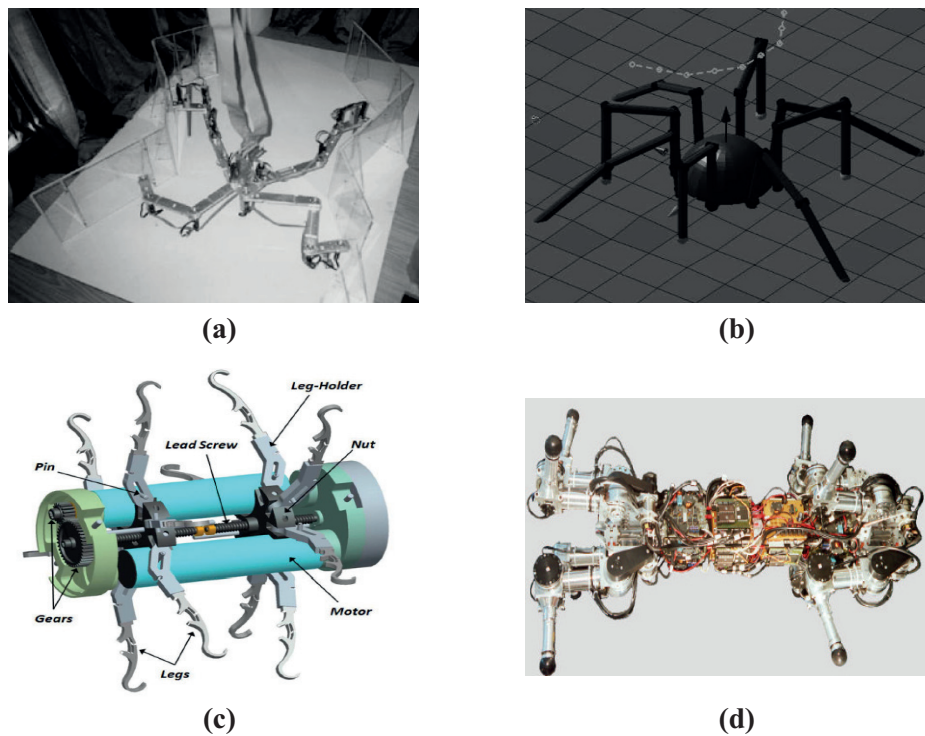 (a)
(b)
Leg-Holder
Lead Screw
Nut
Pin
Gears
Motor
Legs
(c)
(d)